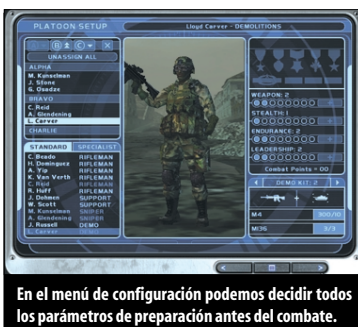 PLATOON SETUP
Lloyd Carver - DEMOLITIONS
B C X
UNASSIGN ALL
ALPHA
M. Kunselman
J. Stone
G. Osadze
BRAVO
C. Reid
A. Glendening
L. Carver
CHARLIE
STANDARD SPECIALIST
C. Beado RIFLEMAN
H. Dominguez RIFLEMAN
A. Yip RIFLEMAN
K. Van Verth RIFLEMAN
C. Reid RIFLEMAN
R. Huff RIFLEMAN
J. Dohmen SUPPORT
W. Scott SUPPORT
M. Kunselman SNIPER
A. Glendening SNIPER
J. Russell DEMO
L. Carver DEMO
WEAPON: 2
STEALTH: 1
ENDURANCE: 2
LEADERSHIP: 2
Combat Points = 00
DEMO KIT: 2
M4 300/10
M136 3/3
En el menú de configuración podemos decidir todos
los parámetros de preparación antes del combate.